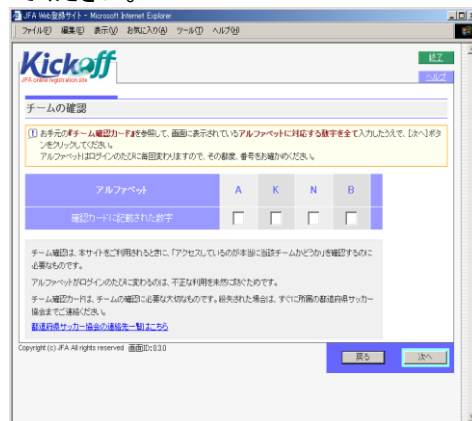 JFA Web登録サイト - Microsoft Internet Explorer
ファイル(F) 編集(E) 表示(V) お気に入り(A) ツール(T) ヘルプ(H)
Kickoff
JFA online registration site
終了
ヘルプ
チームの確認
お手元の『チーム確認カード』を参照して、画面に表示されているアルファベットに対応する数字を全て入力したうえで、[次へ]ボタ
ンをクリックしてください。
アルファベットはログインのたびに毎回変わりますので、その都度、番号をお確かめください。
アルファベット A K N B
確認カードに記載された数字
チーム確認は、本サイトをご利用されるときに、「アクセスしているのが本当に当該チームかどうか」を確認するのに
必要なものです。
アルファベットがログインのたびに変わるのは、不正な利用を未然に防ぐためです。
チーム確認カードは、チームの確認に必要な大切なものです。紛失された場合は、すぐに所属の都道府県サッカー
協会までご連絡ください。
都道府県サッカー協会の連絡先一覧はこちら
Copyright (c) JFA All rights reserved 画面ID:030
戻る 次へ